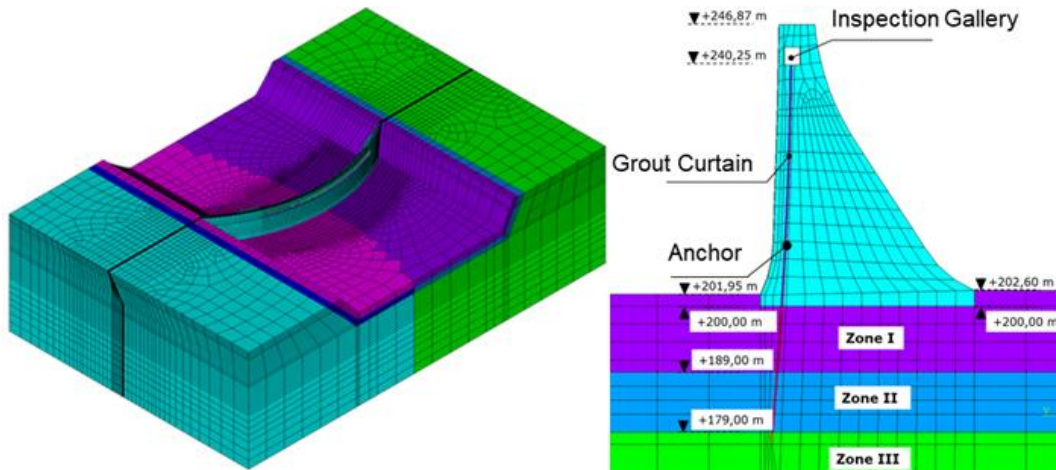 +246,87 m
Inspection Gallery
+240,25 m
Grout Curtain
Anchor
+201,95 m
+202,60 m
+200,00 m
+200,00 m
Zone I
+189,00 m
Zone II
+179,00 m
Zone III